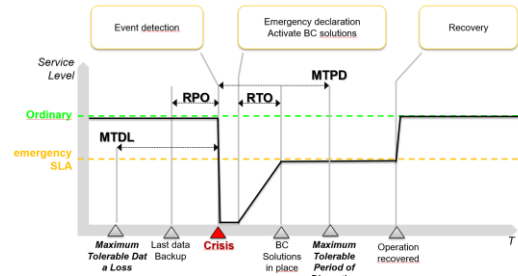 Event detection
Emergency declaration
Activate BC solutions
Recovery
Service
Level
MTPD
RPO
RTO
Ordinary
MTDL
emergency
SLA
T
Maximum
Tolerable Dat
a Loss
Last data
Backup
Crisis
BC
Solutions
in place
Maximum
Tolerable
Period of
Operation
recovered